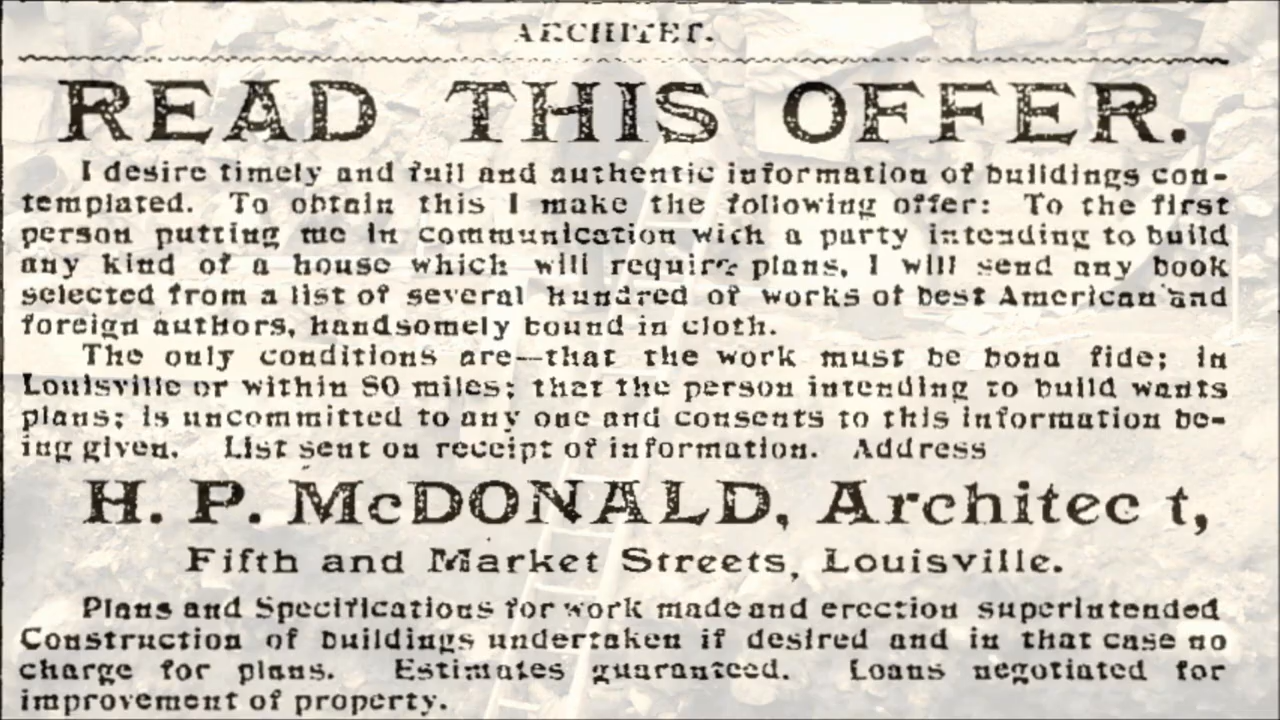 ARCHITET.
READ THIS OFFER.
I desire timely and full and authentic information of buildings con-
templated. To obtain this I make the following offer: To the first
person putting me in communication with a party intending to build
any kind of a house which will require plans, I will send any book
selected from a list of several hundred of works of best American and
foreign authors, handsomely bound in cloth.
The only conditions are—that the work must be bona fide; in
Louisville or within 80 miles; that the person intending to build wants
plans; is uncommitted to any one and consents to this information be-
ing given. List sent on receipt of information. Address
H. P. McDONALD, Architect,
Fifth and Market Streets, Louisville.
Plans and Specifications for work made and erection superintended
Construction of buildings undertaken if desired and in that case no
charge for plans. Estimates guaranteed. Loans negotiated for
improvement of property.